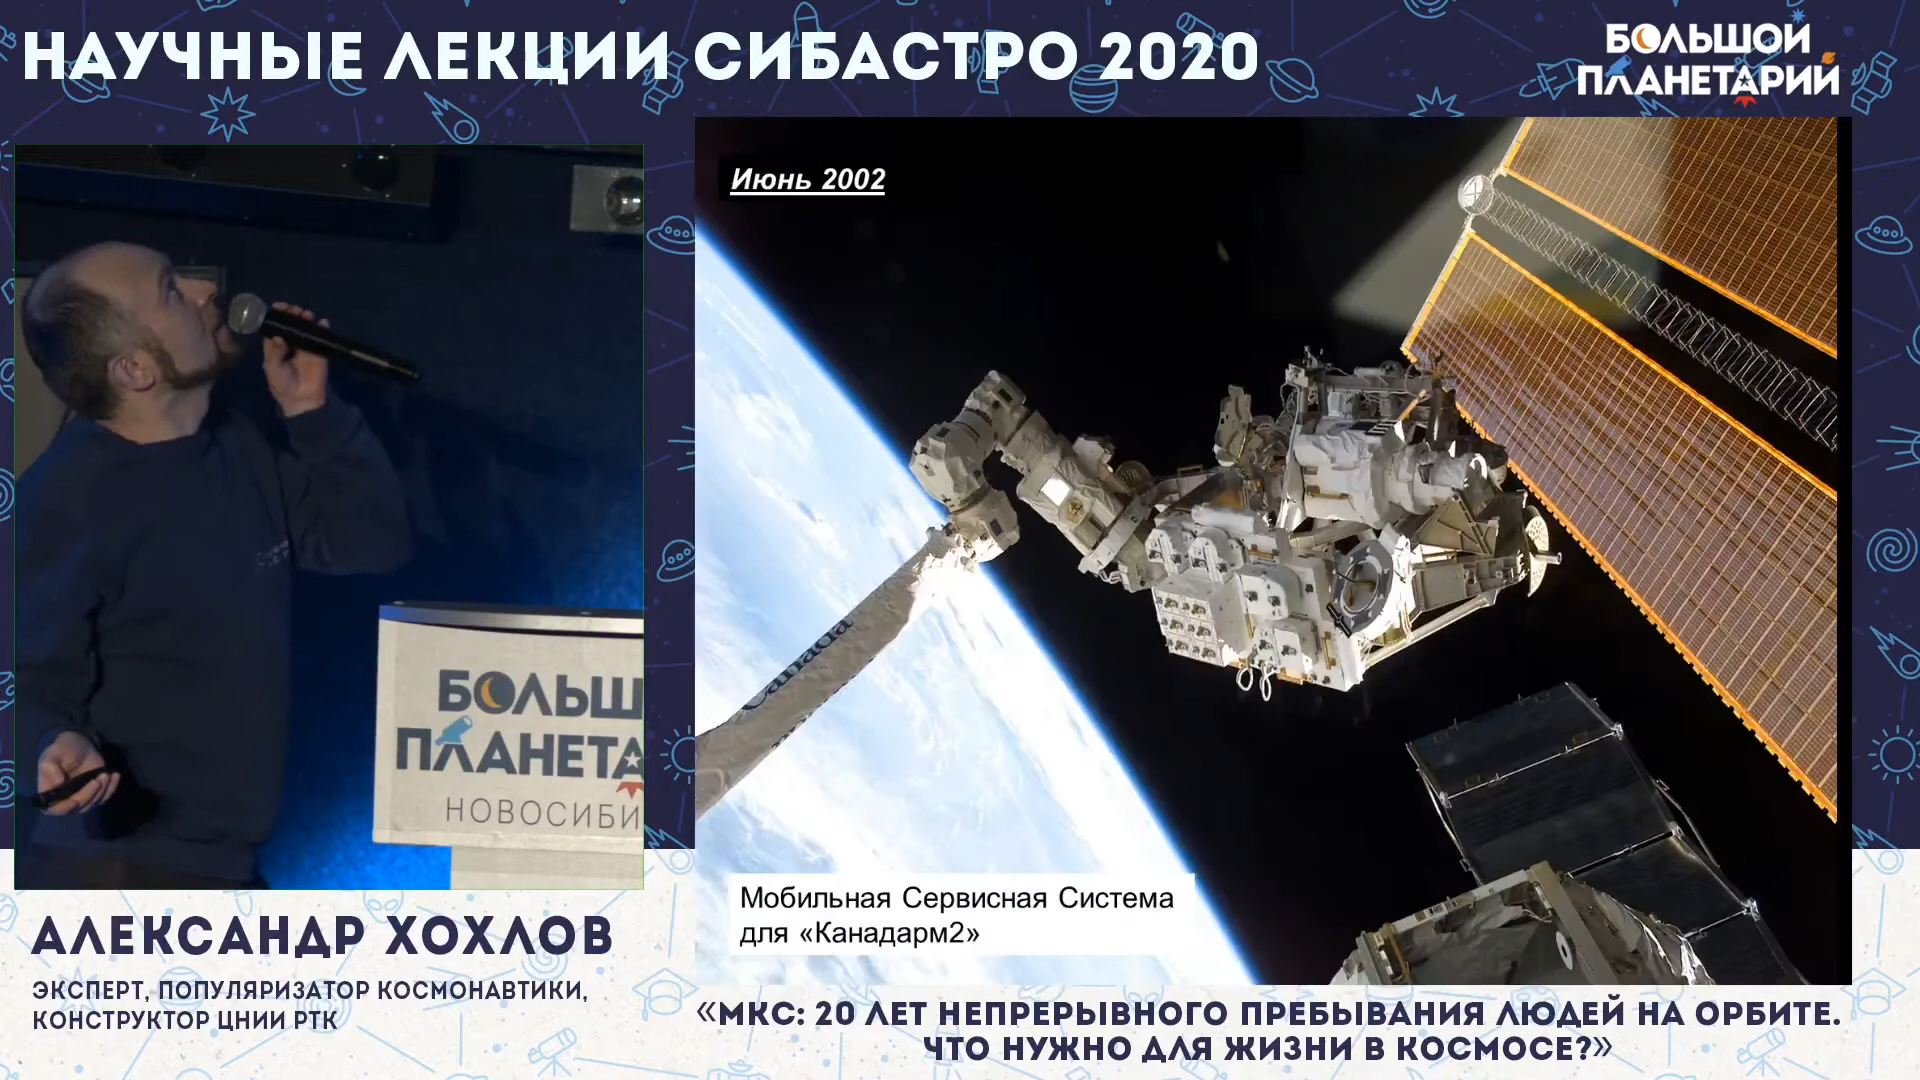 НАУЧНЫЕ ЛЕКЦИИ СИБАСТРО 2020
БОЛЬШОЙ
ПЛАНЕТАРИЙ
Июнь 2002
Canada
БОЛЬШ
ПЛАНЕТА
НОВОСИБИ
Мобильная Сервисная Система
для «Канадарм2»
АЛЕКСАНДР ХОХЛОВ
ЭКСПЕРТ, ПОПУЛЯРИЗАТОР КОСМОНАВТИКИ,
КОНСТРУКТОР ЦНИИ РТК
«МКС: 20 ЛЕТ НЕПРЕРЫВНОГО ПРЕБЫВАНИЯ ЛЮДЕЙ НА ОРБИТЕ.
ЧТО НУЖНО ДЛЯ ЖИЗНИ В КОСМОСЕ?»